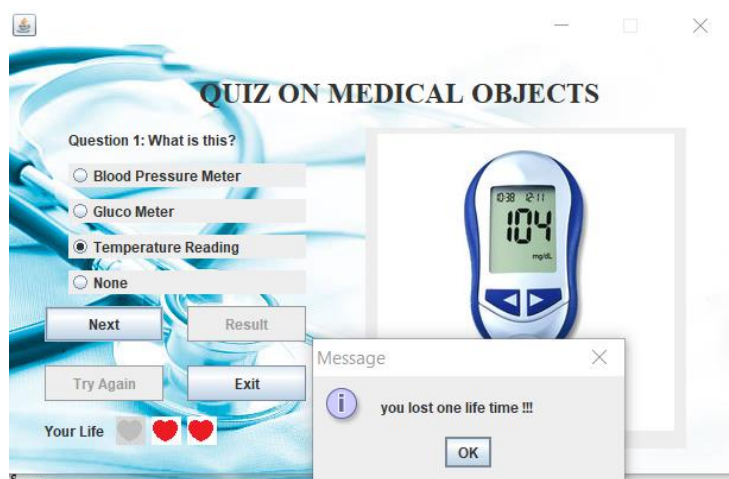 QUIZ ON MEDICAL OBJECTS
Question 1: What is this?
Blood Pressure Meter
Gluco Meter
Temperature Reading
None
Next
Result
Try Again
Exit
Your Life
10:38 12-11
104
mg/dL
Message
you lost one life time !!!
OK